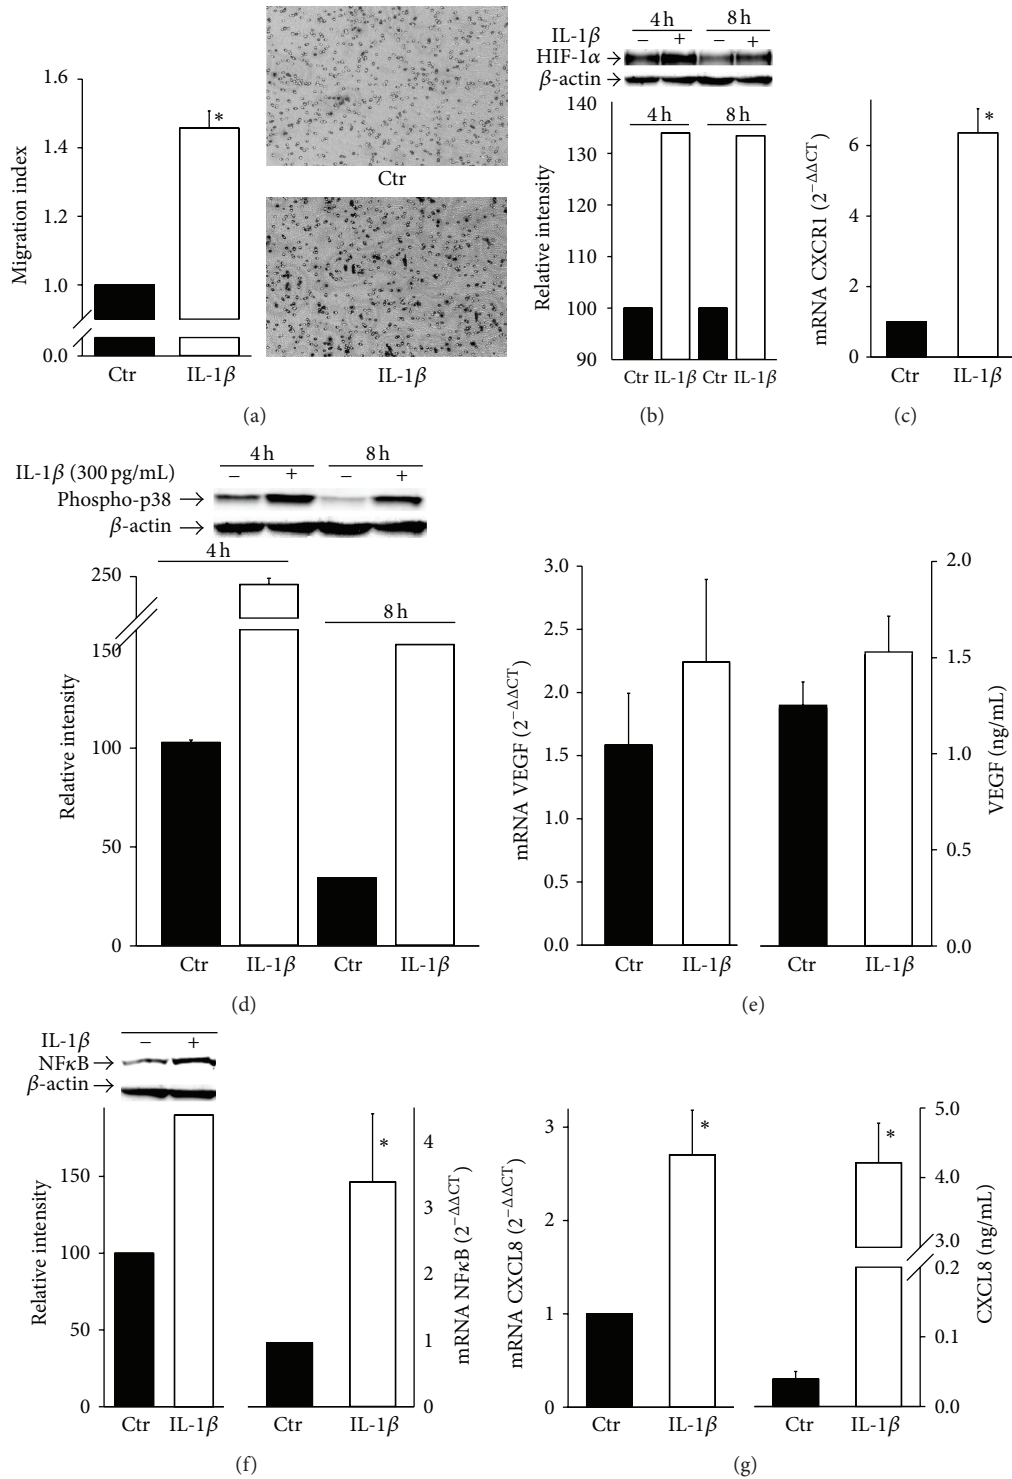 1.6
1.4
1.2
1.0
0.0
Migration index
*
Ctr
IL-1β
Ctr
IL-1β
(a)
4 h 8 h
IL-1β − + − +
HIF-1α →
β-actin →
140
130
120
110
100
90
Relative intensity
4 h 8 h
Ctr IL-1β Ctr IL-1β
(b)
6
4
2
0
mRNA CXCR1 (2^−ΔΔCT)
*
Ctr IL-1β
(c)
4 h 8 h
IL-1β (300 pg/mL) − + − +
Phospho-p38 →
β-actin →
4 h
8 h
250
150
100
50
0
Relative intensity
Ctr IL-1β Ctr IL-1β
(d)
3.0
2.5
2.0
1.5
1.0
0.5
0.0
mRNA VEGF (2^−ΔΔCT)
Ctr IL-1β
2.0
1.5
1.0
0.5
0.0
VEGF (ng/mL)
Ctr IL-1β
(e)
IL-1β − +
NFκB →
β-actin →
150
100
50
0
Relative intensity
Ctr IL-1β
*
4
3
2
1
0
mRNA NFκB (2^−ΔΔCT)
Ctr IL-1β
(f)
3
2
1
0
mRNA CXCL8 (2^−ΔΔCT)
*
Ctr IL-1β
*
5.0
4.0
3.0
0.2
0.1
0.0
CXCL8 (ng/mL)
Ctr IL-1β
(g)